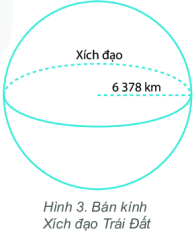 Xích đạo
6 378 km
Hình 3. Bán kính
Xích đạo Trái Đất